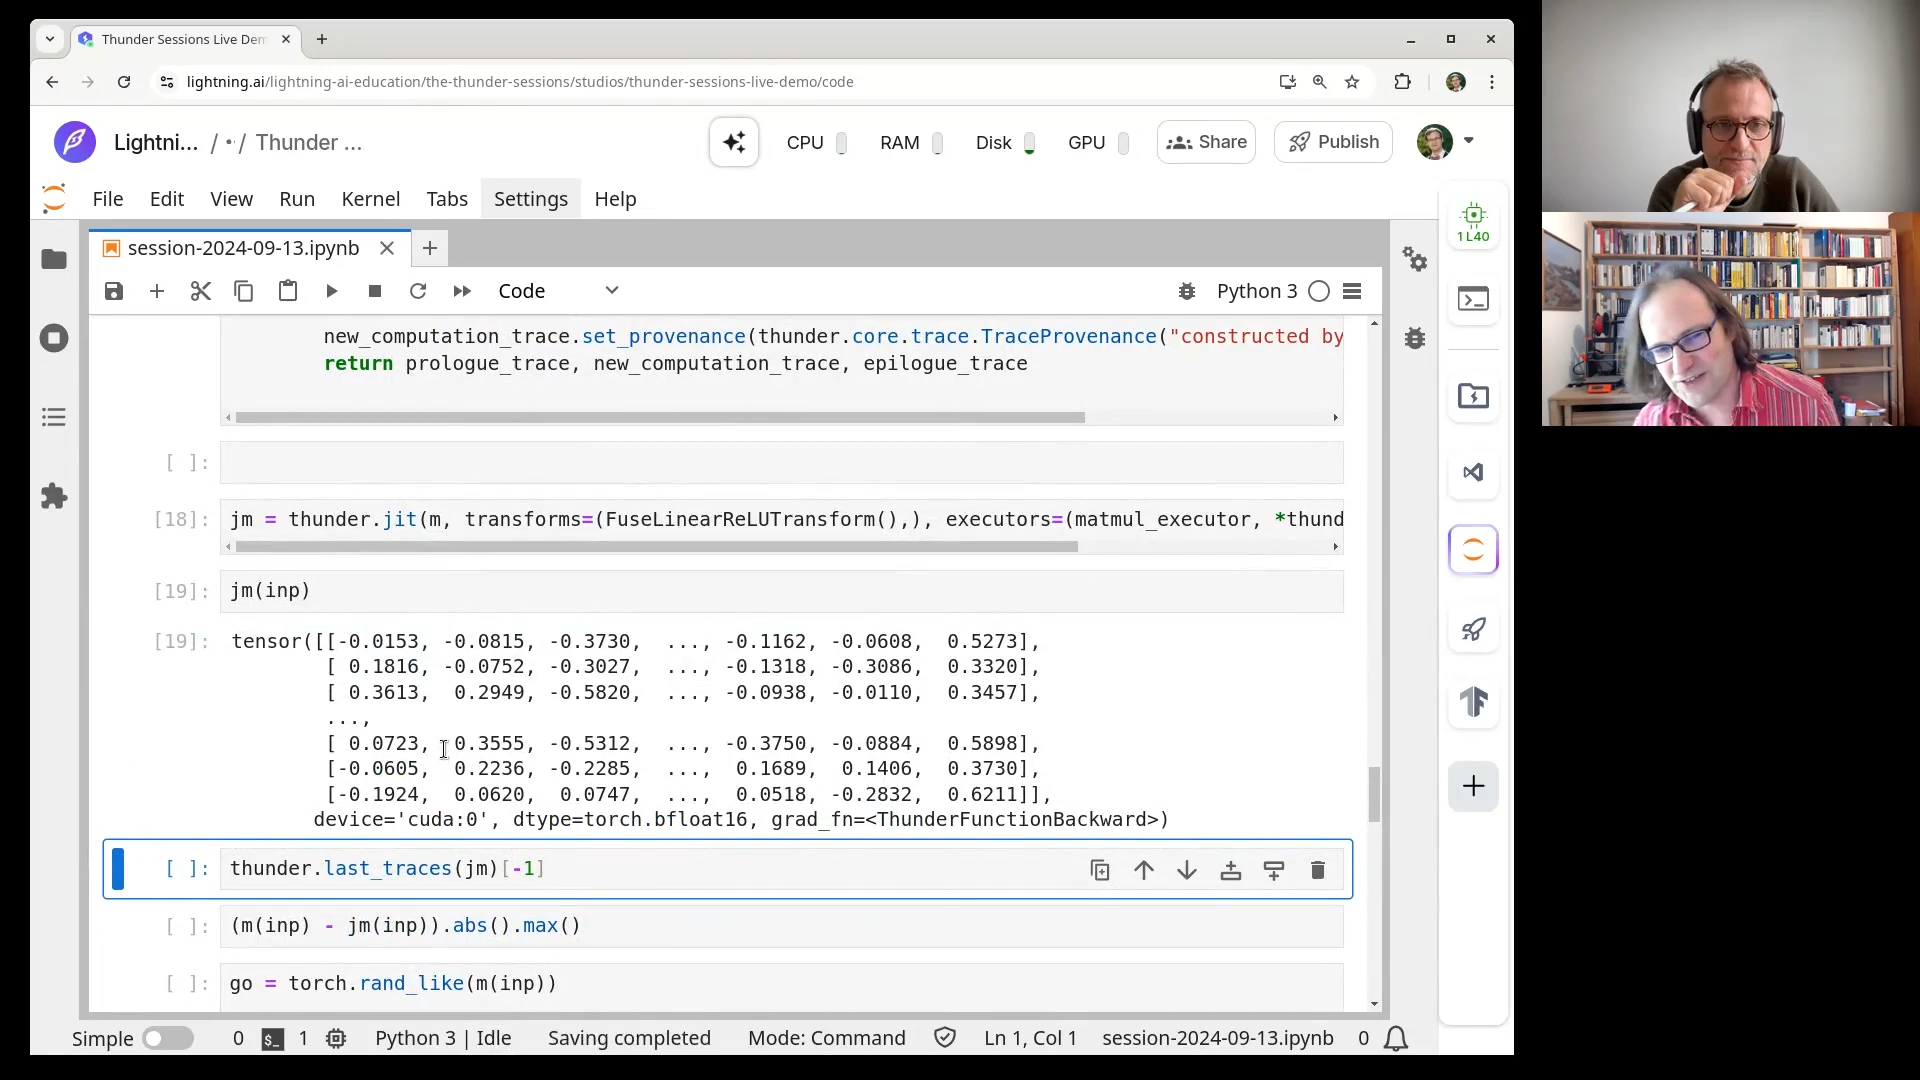 Thunder Sessions Live Dem
lightning.ai/lightning-ai-education/the-thunder-sessions/studios/thunder-sessions-live-demo/code
Lightni... / ·· / Thunder ...
CPU RAM Disk GPU Share Publish
File Edit View Run Kernel Tabs Settings Help
1 L40
session-2024-09-13.ipynb
Code
Python 3
new_computation_trace.set_provenance(thunder.core.trace.TraceProvenance("constructed by
return prologue_trace, new_computation_trace, epilogue_trace
[ ]:
[18]: jm = thunder.jit(m, transforms=(FuseLinearReLUTransform(),), executors=(matmul_executor, *thund
[19]: jm(inp)
[19]: tensor([[-0.0153, -0.0815, -0.3730, ..., -0.1162, -0.0608, 0.5273],
[ 0.1816, -0.0752, -0.3027, ..., -0.1318, -0.3086, 0.3320],
[ 0.3613, 0.2949, -0.5820, ..., -0.0938, -0.0110, 0.3457],
...,
[ 0.0723, 0.3555, -0.5312, ..., -0.3750, -0.0884, 0.5898],
[-0.0605, 0.2236, -0.2285, ..., 0.1689, 0.1406, 0.3730],
[-0.1924, 0.0620, 0.0747, ..., 0.0518, -0.2832, 0.6211]],
device='cuda:0', dtype=torch.bfloat16, grad_fn=<ThunderFunctionBackward>)
[ ]: thunder.last_traces(jm)[-1]
[ ]: (m(inp) - jm(inp)).abs().max()
[ ]: go = torch.rand_like(m(inp))
Simple 0 $_ 1 Python 3 | Idle Saving completed Mode: Command Ln 1, Col 1 session-2024-09-13.ipynb 0